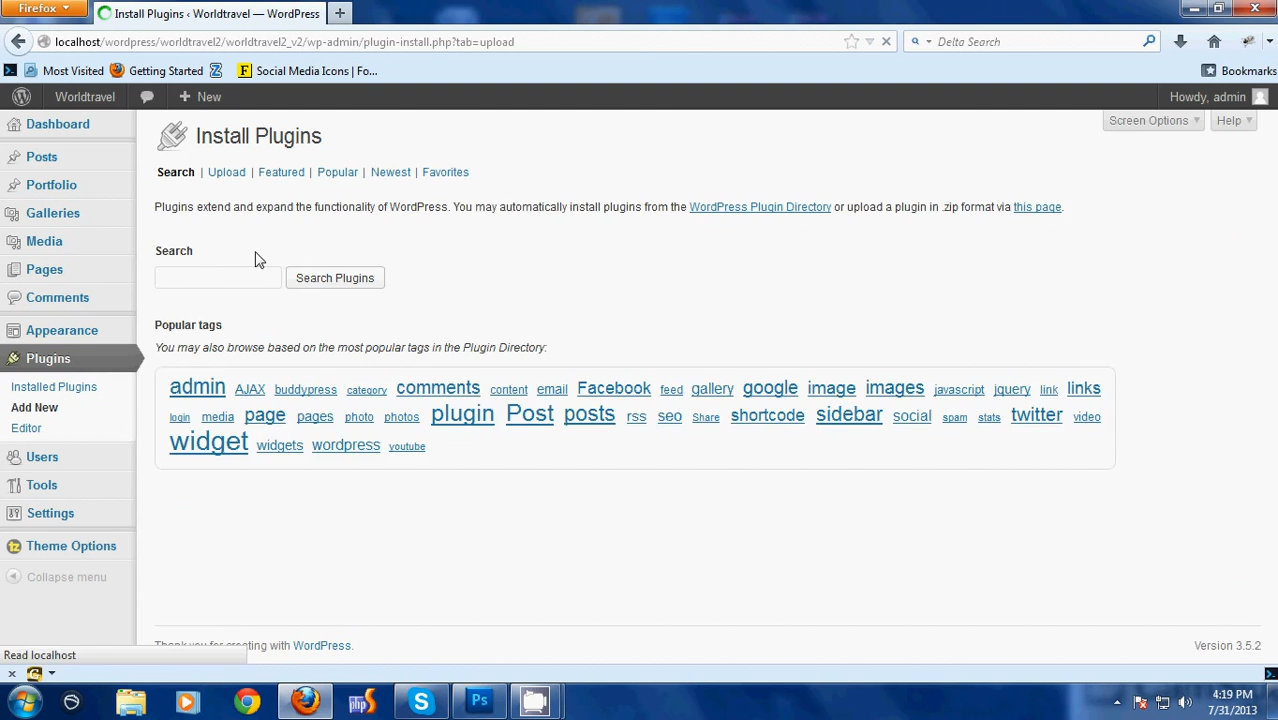 Firefox
Install Plugins ‹ Worldtravel — WordPress
localhost/wordpress/worldtravel2/worldtravel2_v2/wp-admin/plugin-install.php?tab=upload
Delta Search
Most Visited
Getting Started
Social Media Icons | Fo...
Bookmarks
Worldtravel
New
Howdy, admin
Screen Options
Help
Dashboard
Posts
Portfolio
Galleries
Media
Pages
Comments
Appearance
Plugins
Installed Plugins
Add New
Editor
Users
Tools
Settings
Theme Options
Collapse menu
Install Plugins
Search | Upload | Featured | Popular | Newest | Favorites
Plugins extend and expand the functionality of WordPress. You may automatically install plugins from the WordPress Plugin Directory or upload a plugin in .zip format via this page.
Search
Search Plugins
Popular tags
You may also browse based on the most popular tags in the Plugin Directory:
admin AJAX buddypress category comments content email Facebook feed gallery google image images javascript jquery link links
login media page pages photo photos plugin Post posts rss seo Share shortcode sidebar social spam stats twitter video
widget widgets wordpress youtube
Thank you for creating with WordPress.
Version 3.5.2
Read localhost
php
Ps
4:19 PM
7/31/2013